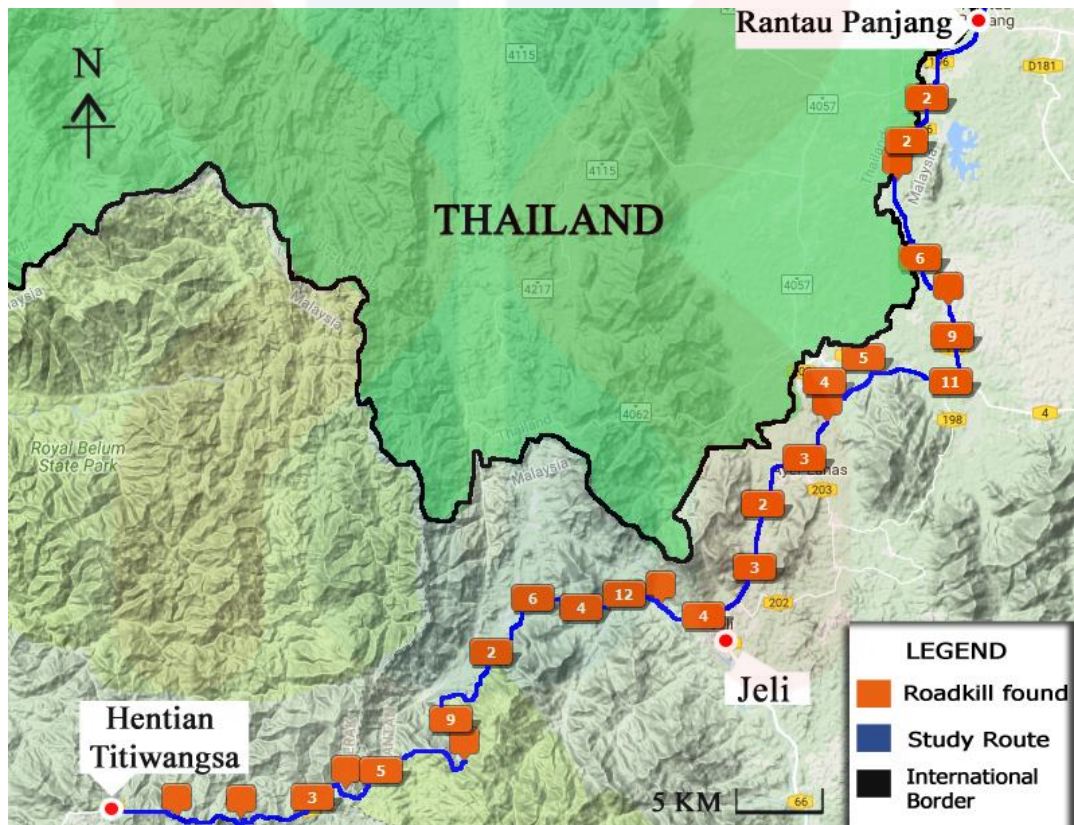 Rantau Panjang
N
4115
D181
4057
2
2
Thailand
Malaysia
4115
THAILAND
6
4217
4057
Malaysia
Malaysia
9
5
4
11
4062
4
198
Royal Belum
State Park
Malaysia
3
203
2
3
6
12
4
202
4
LEGEND
2
Jeli
Roadkill found
Hentian
Titiwangsa
9
Study Route
5
International
Border
3
5 KM
66